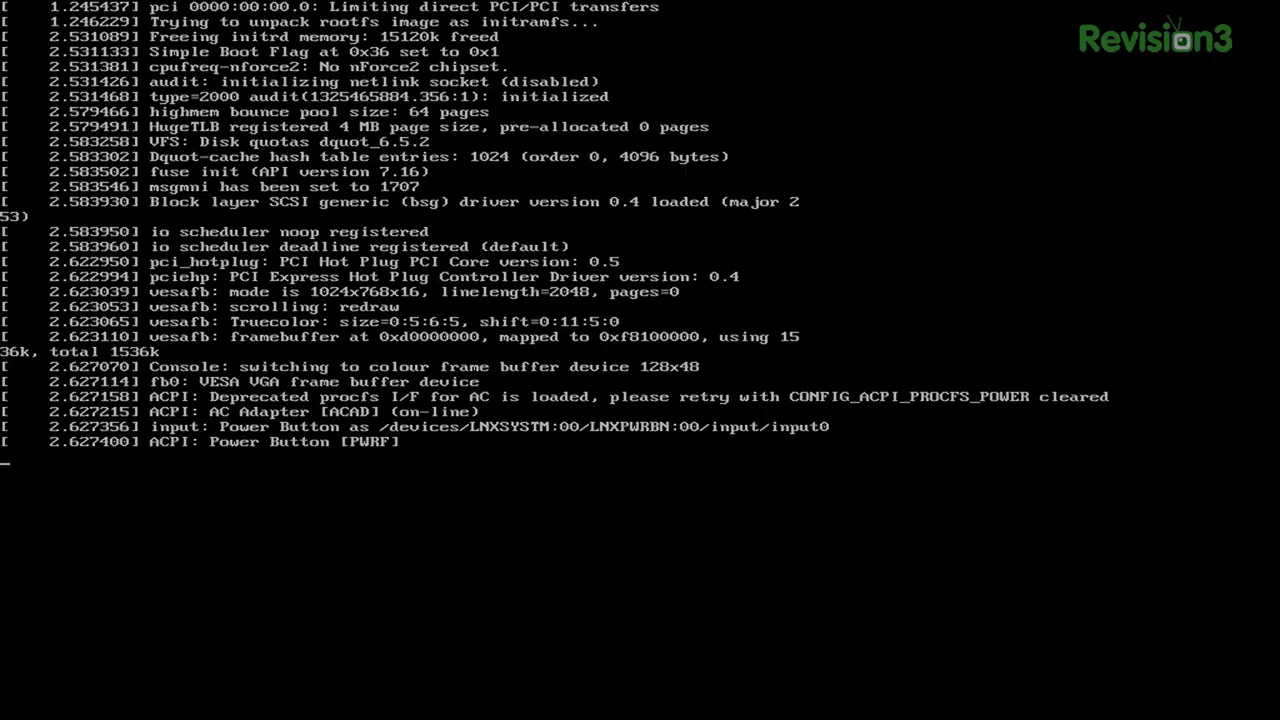 [    1.245437] pci 0000:00:00.0: Limiting direct PCI/PCI transfers
[    1.246229] Trying to unpack rootfs image as initramfs...
[    2.531089] Freeing initrd memory: 15120k freed
[    2.531133] Simple Boot Flag at 0x36 set to 0x1
[    2.531381] cpufreq-nforce2: No nForce2 chipset.
[    2.531426] audit: initializing netlink socket (disabled)
[    2.531468] type=2000 audit(1325465884.356:1): initialized
[    2.579466] highmem bounce pool size: 64 pages
[    2.579491] HugeTLB registered 4 MB page size, pre-allocated 0 pages
[    2.583258] VFS: Disk quotas dquot_6.5.2
[    2.583302] Dquot-cache hash table entries: 1024 (order 0, 4096 bytes)
[    2.583502] fuse init (API version 7.16)
[    2.583546] msgmni has been set to 1707
[    2.583930] Block layer SCSI generic (bsg) driver version 0.4 loaded (major 2
53)
[    2.583950] io scheduler noop registered
[    2.583960] io scheduler deadline registered (default)
[    2.622950] pci_hotplug: PCI Hot Plug PCI Core version: 0.5
[    2.622994] pciehp: PCI Express Hot Plug Controller Driver version: 0.4
[    2.623039] vesafb: mode is 1024x768x16, linelength=2048, pages=0
[    2.623053] vesafb: scrolling: redraw
[    2.623065] vesafb: Truecolor: size=0:5:6:5, shift=0:11:5:0
[    2.623110] vesafb: framebuffer at 0xd0000000, mapped to 0xf8100000, using 15
36k, total 1536k
[    2.627070] Console: switching to colour frame buffer device 128x48
[    2.627114] fb0: VESA VGA frame buffer device
[    2.627158] ACPI: Deprecated procfs I/F for AC is loaded, please retry with CONFIG_ACPI_PROCFS_POWER cleared
[    2.627215] ACPI: AC Adapter [ACAD] (on-line)
[    2.627356] input: Power Button as /devices/LNXSYSTM:00/LNXPWRBN:00/input/input0
[    2.627400] ACPI: Power Button [PWRF]
Revision3